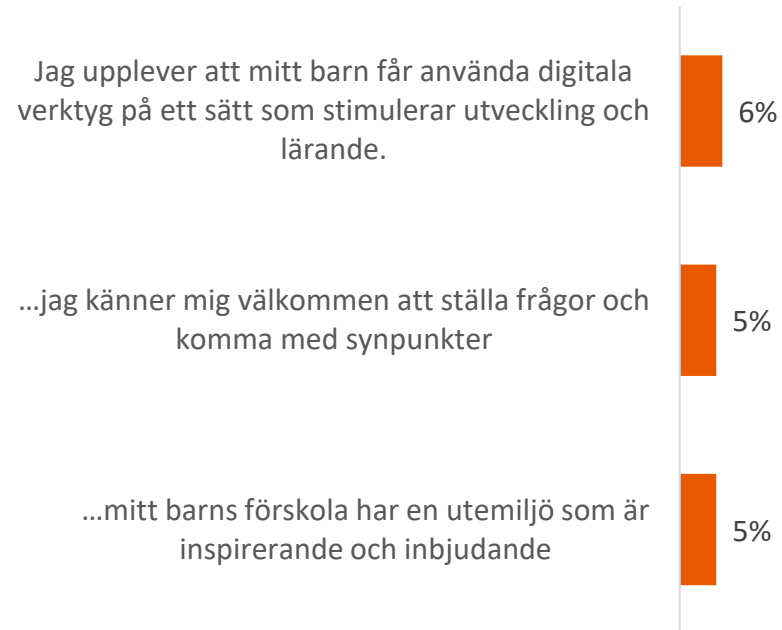 Jag upplever att mitt barn får använda digitala
verktyg på ett sätt som stimulerar utveckling och
lärande.
6%
…jag känner mig välkommen att ställa frågor och
komma med synpunkter
5%
…mitt barns förskola har en utemiljö som är
inspirerande och inbjudande
5%